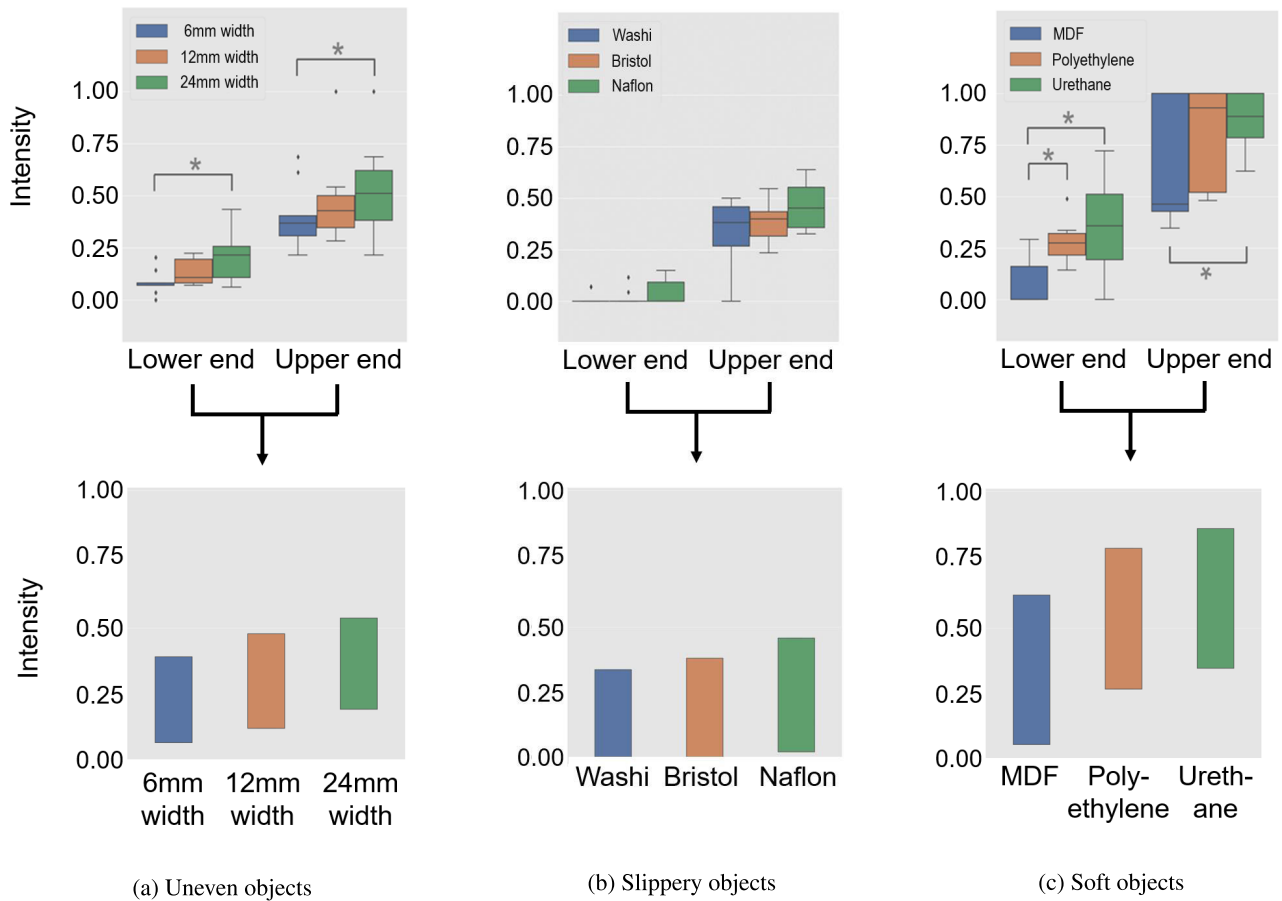 6mm width
12mm width
24mm width
*
*
Intensity
1.00
0.75
0.50
0.25
0.00
Lower end
Upper end
Washi
Bristol
Naflon
1.00
0.75
0.50
0.25
0.00
Lower end
Upper end
MDF
Polyethylene
Urethane
*
*
*
1.00
0.75
0.50
0.25
0.00
Lower end
Upper end
Intensity
1.00
0.75
0.50
0.25
0.00
6mm
width
12mm
width
24mm
width
1.00
0.75
0.50
0.25
0.00
Washi
Bristol
Naflon
1.00
0.75
0.50
0.25
0.00
MDF
Poly-
ethylene
Ureth-
ane
(a) Uneven objects
(b) Slippery objects
(c) Soft objects